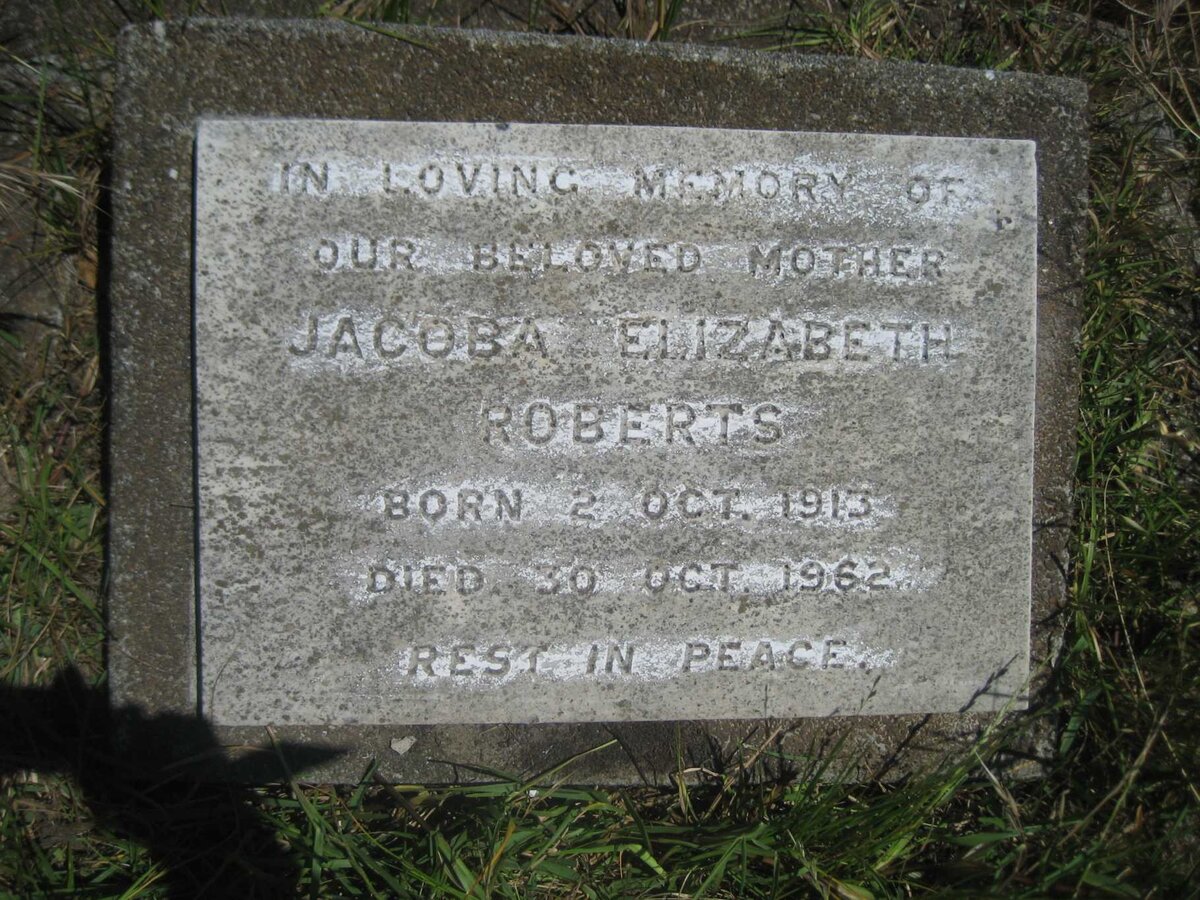 IN LOVING MEMORY OF
OUR BELOVED MOTHER
JACOBA ELIZABETH
ROBERTS
BORN 2 OCT. 1913
DIED 30 OCT. 1962
REST IN PEACE.